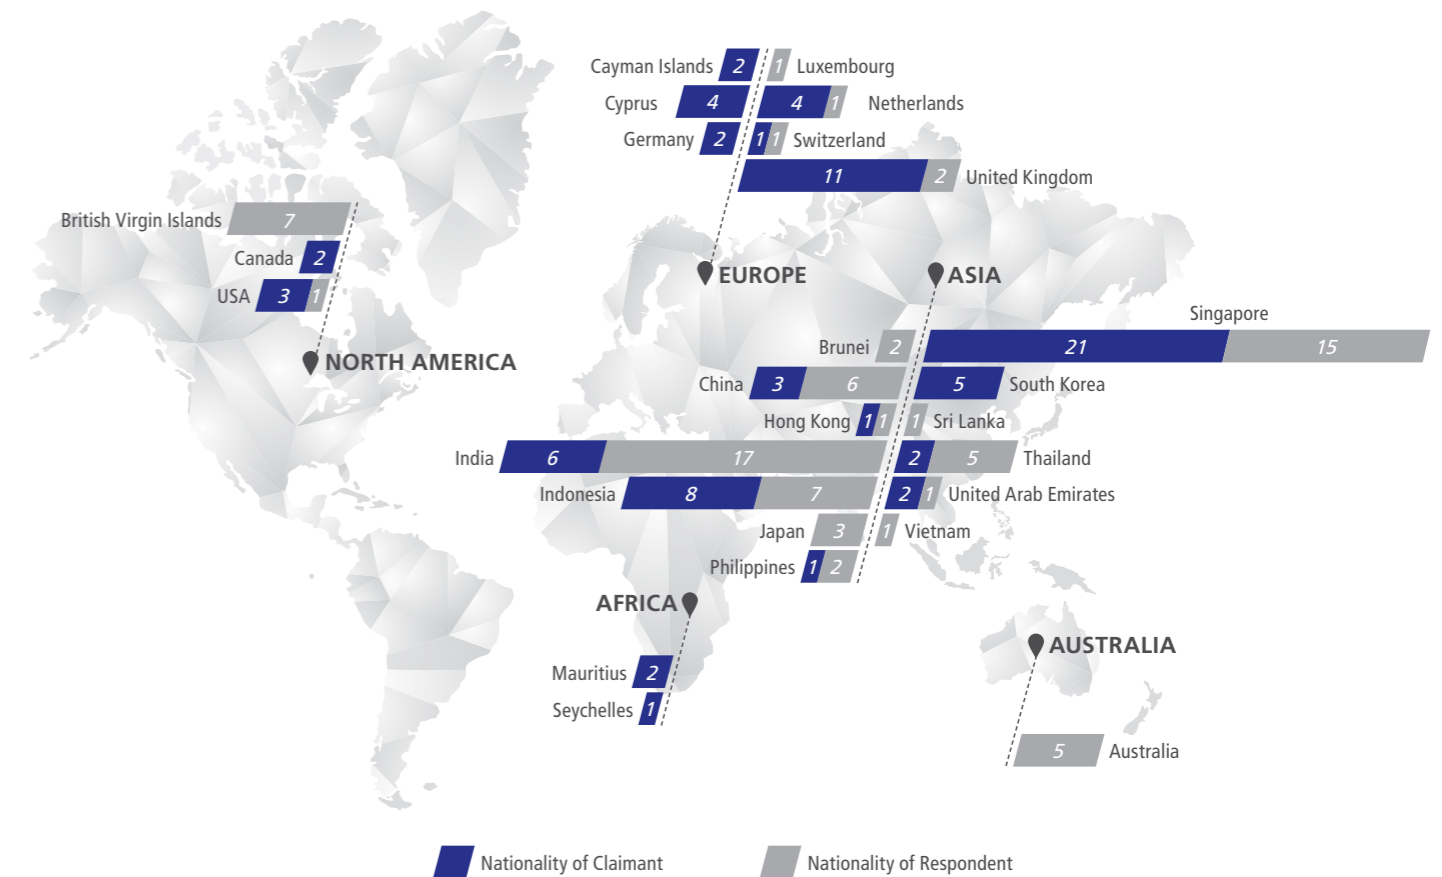 Cayman Islands 2 1 Luxembourg
Cyprus 4 4 1 Netherlands
Germany 2 1 1 Switzerland
11 2 United Kingdom
EUROPE
British Virgin Islands 7
Canada 2
USA 3 1
NORTH AMERICA
ASIA
Singapore
Brunei 2 21 15
China 3 6 5 South Korea
Hong Kong 1 1 1 Sri Lanka
India 6 17 2 5 Thailand
Indonesia 8 7 2 1 United Arab Emirates
Japan 3 1 Vietnam
Philippines 1 2
AFRICA
Mauritius 2
Seychelles 1
AUSTRALIA
5 Australia
Nationality of Claimant
Nationality of Respondent